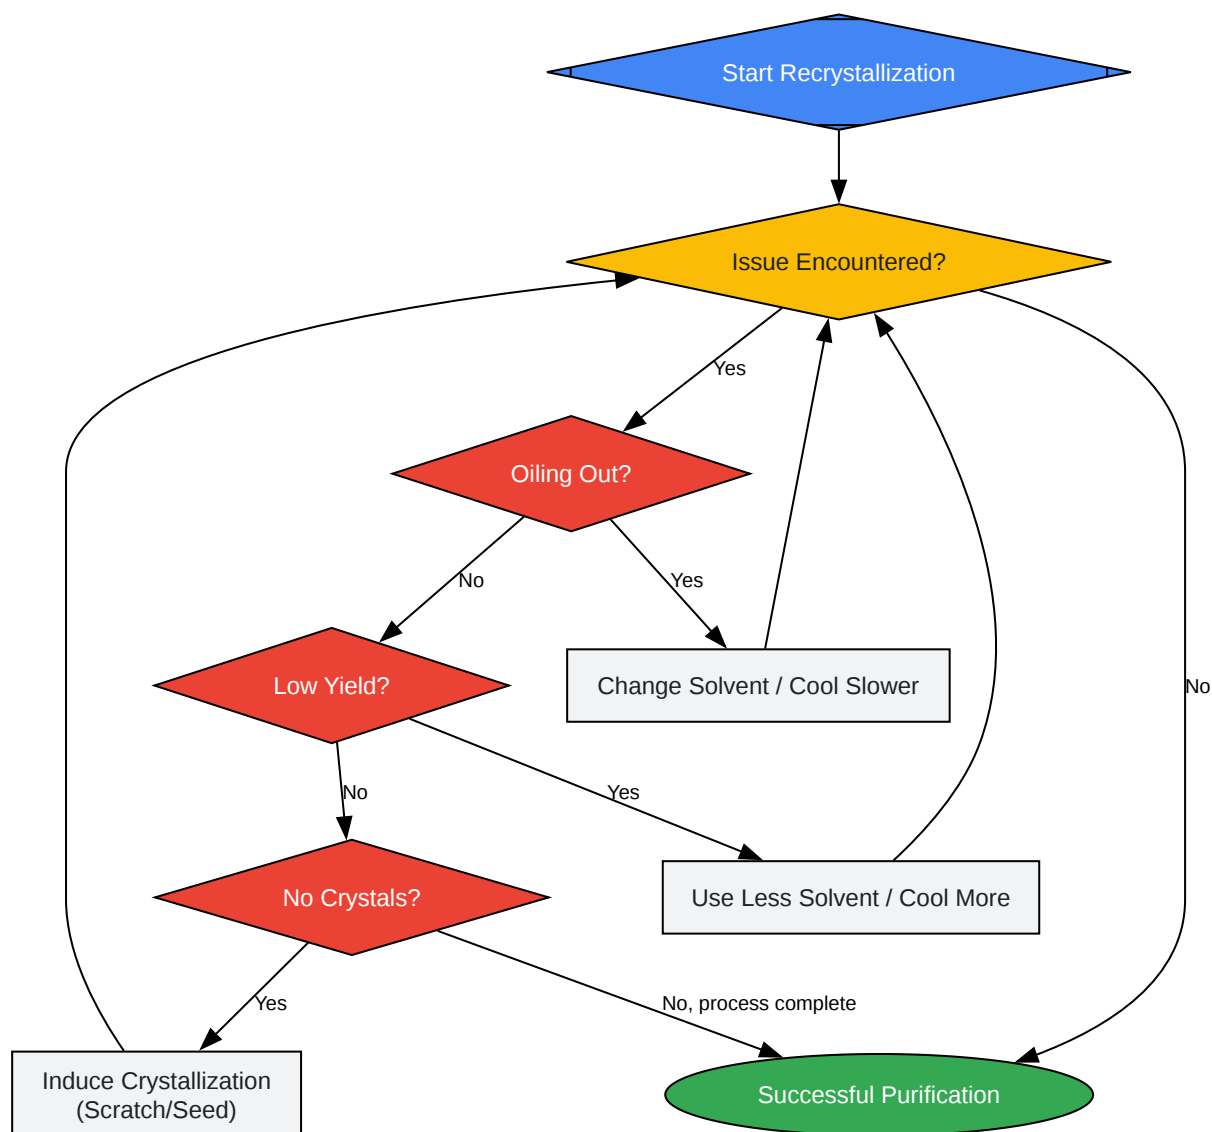 Start Recrystallization
Issue Encountered?
Yes
Oiling Out?
No
Yes
Low Yield?
Change Solvent / Cool Slower
No
No
Yes
No Crystals?
Use Less Solvent / Cool More
Yes
No, process complete
Induce Crystallization
(Scratch/Seed)
Successful Purification